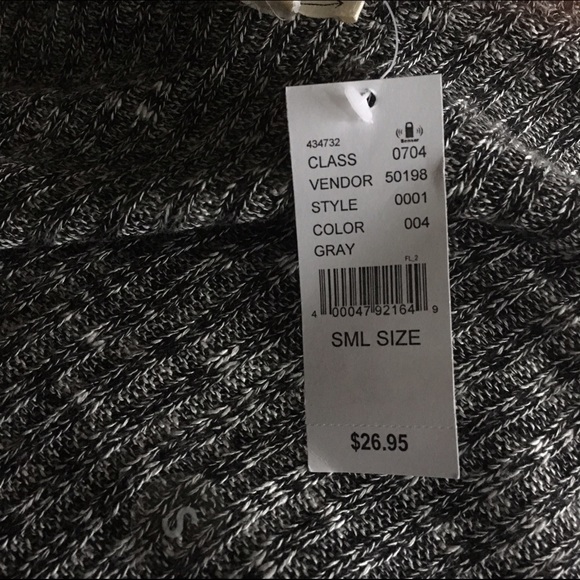 434732
CLASS 0704
VENDOR 50198
STYLE 0001
COLOR 004
GRAY
FL_2
4 00047 92164 9
SML SIZE
$26.95
S